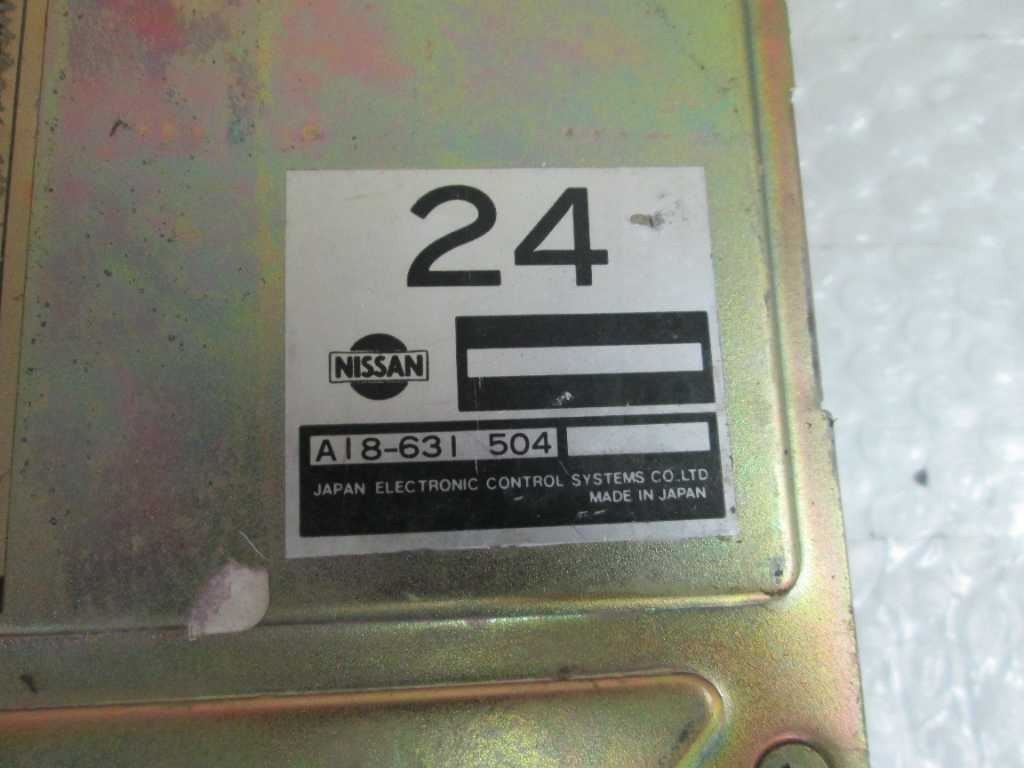 24
NISSAN
A18-631 504
JAPAN ELECTRONIC CONTROL SYSTEMS CO.,LTD
MADE IN JAPAN